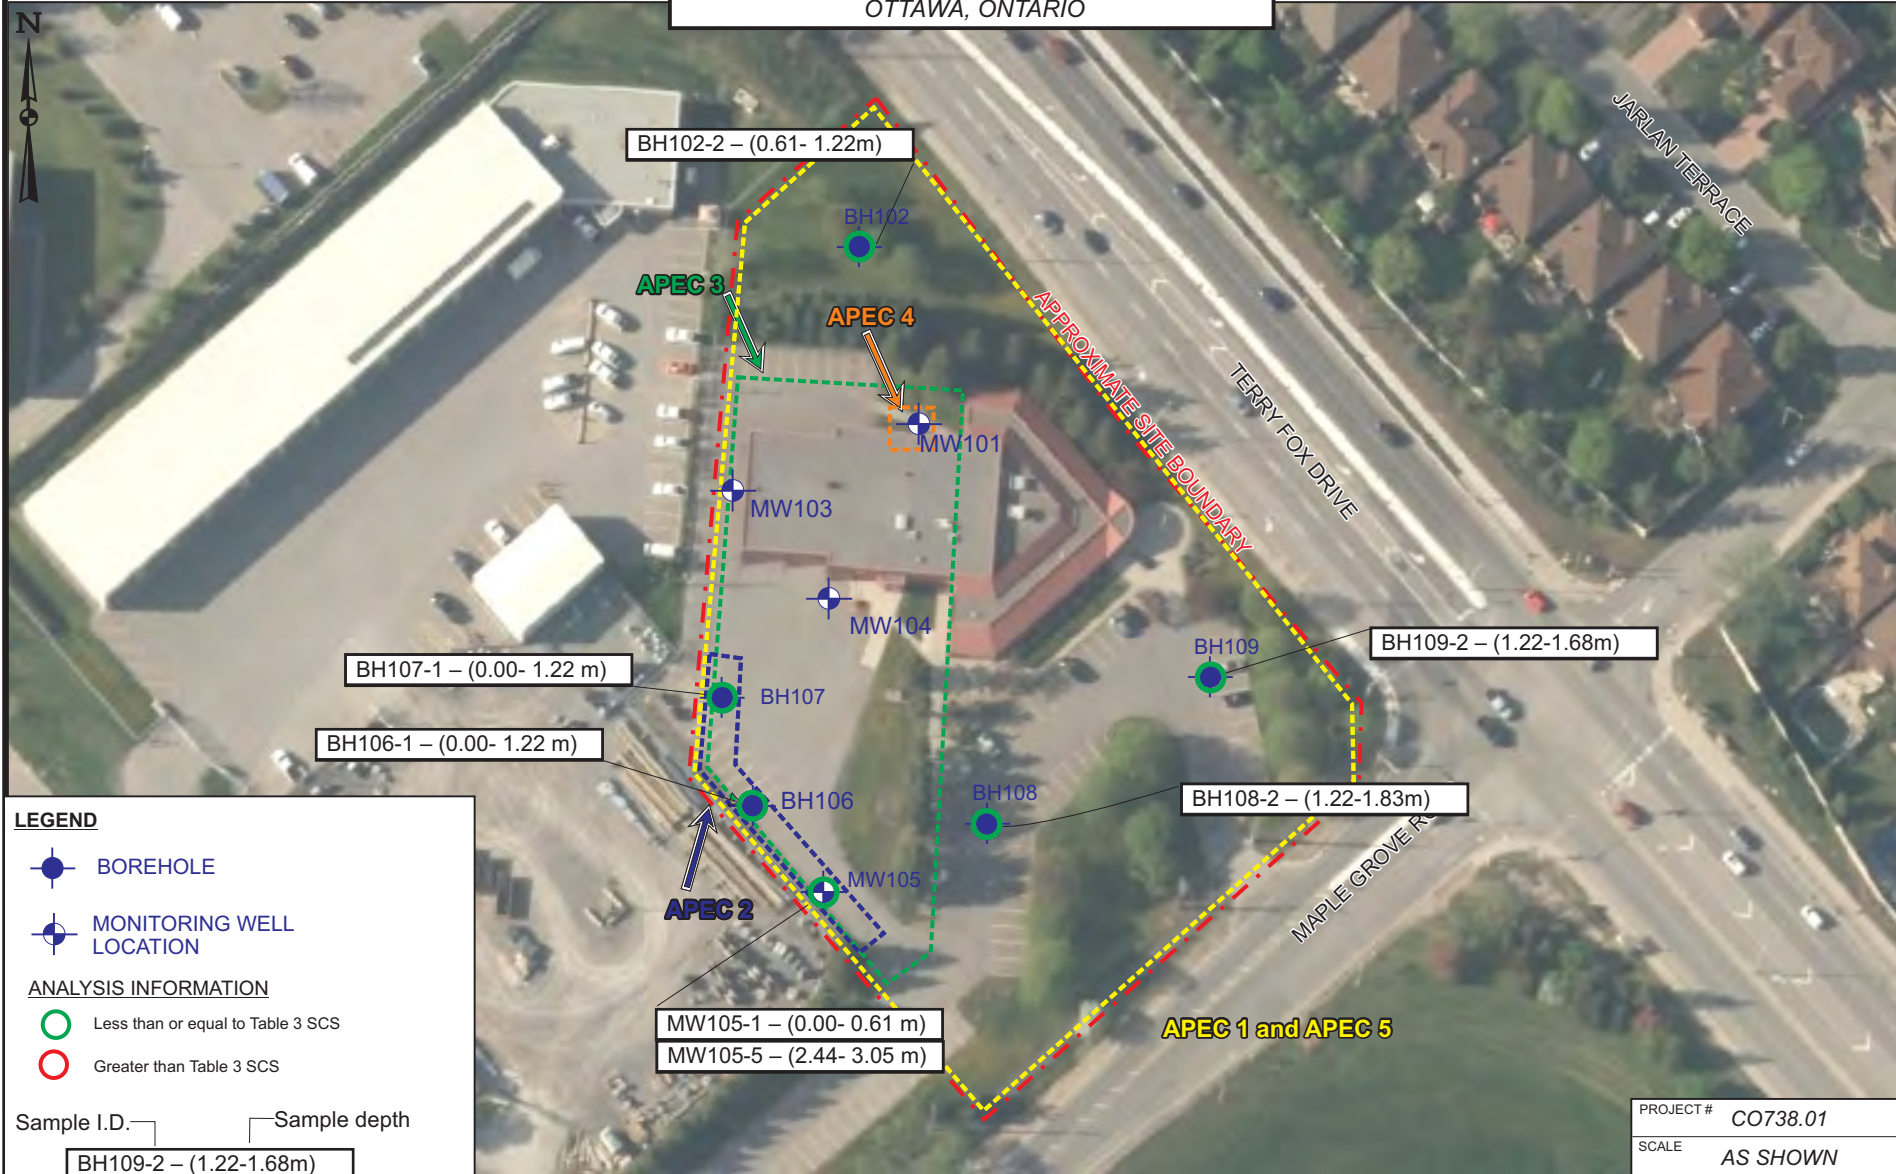 OTTAWA, ONTARIO
N
JARLAN TERRACE
BH102-2 – (0.61- 1.22m)
BH102
APEC 3
APEC 4
APPROXIMATE SITE BOUNDARY
TERRY FOX DRIVE
MW101
MW103
MW104
BH109
BH109-2 – (1.22-1.68m)
BH107-1 – (0.00- 1.22 m)
BH107
BH106-1 – (0.00- 1.22 m)
BH106
BH108
BH108-2 – (1.22-1.83m)
MAPLE GROVE
MW105
APEC 2
MW105-1 – (0.00- 0.61 m)
MW105-5 – (2.44- 3.05 m)
APEC 1 and APEC 5
LEGEND
BOREHOLE
MONITORING WELL
LOCATION
ANALYSIS INFORMATION
Less than or equal to Table 3 SCS
Greater than Table 3 SCS
Sample I.D.
Sample depth
BH109-2 – (1.22-1.68m)
PROJECT # CO738.01
SCALE AS SHOWN